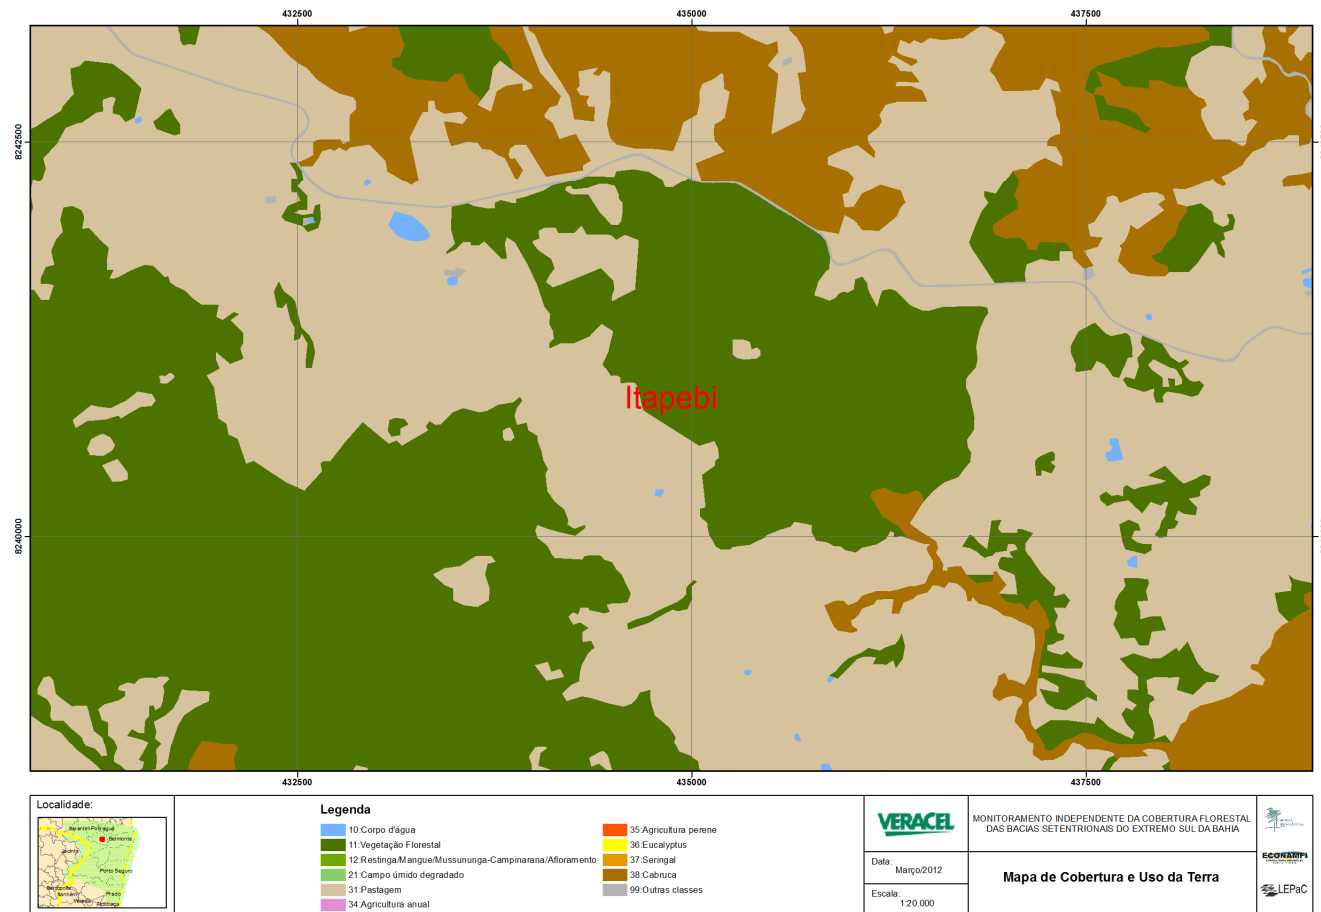 432500
435000
437500
8242500
Itapebi
8240000
432500
435000
437500
Localidade:
Belmonte
Jacinto
Porto Seguro
Prado
Alcobaça
Legenda
10:Corpo d'água
11:Vegetação Florestal
12:Restinga/Mangue/Mussununga-Campinarana/Afloramento
21:Campo úmido degradado
31:Pastagem
34:Agricultura anual
35:Agricultura perene
36:Eucalyptus
37:Seringal
38:Cabruca
99:Outras classes
VERACEL
Data:
Março/2012
Escala:
1:20.000
MONITORAMENTO INDEPENDENTE DA COBERTURA FLORESTAL
DAS BACIAS SETENTRIONAIS DO EXTREMO SUL DA BAHIA
Mapa de Cobertura e Uso da Terra
ECONAMFI
LEPaC